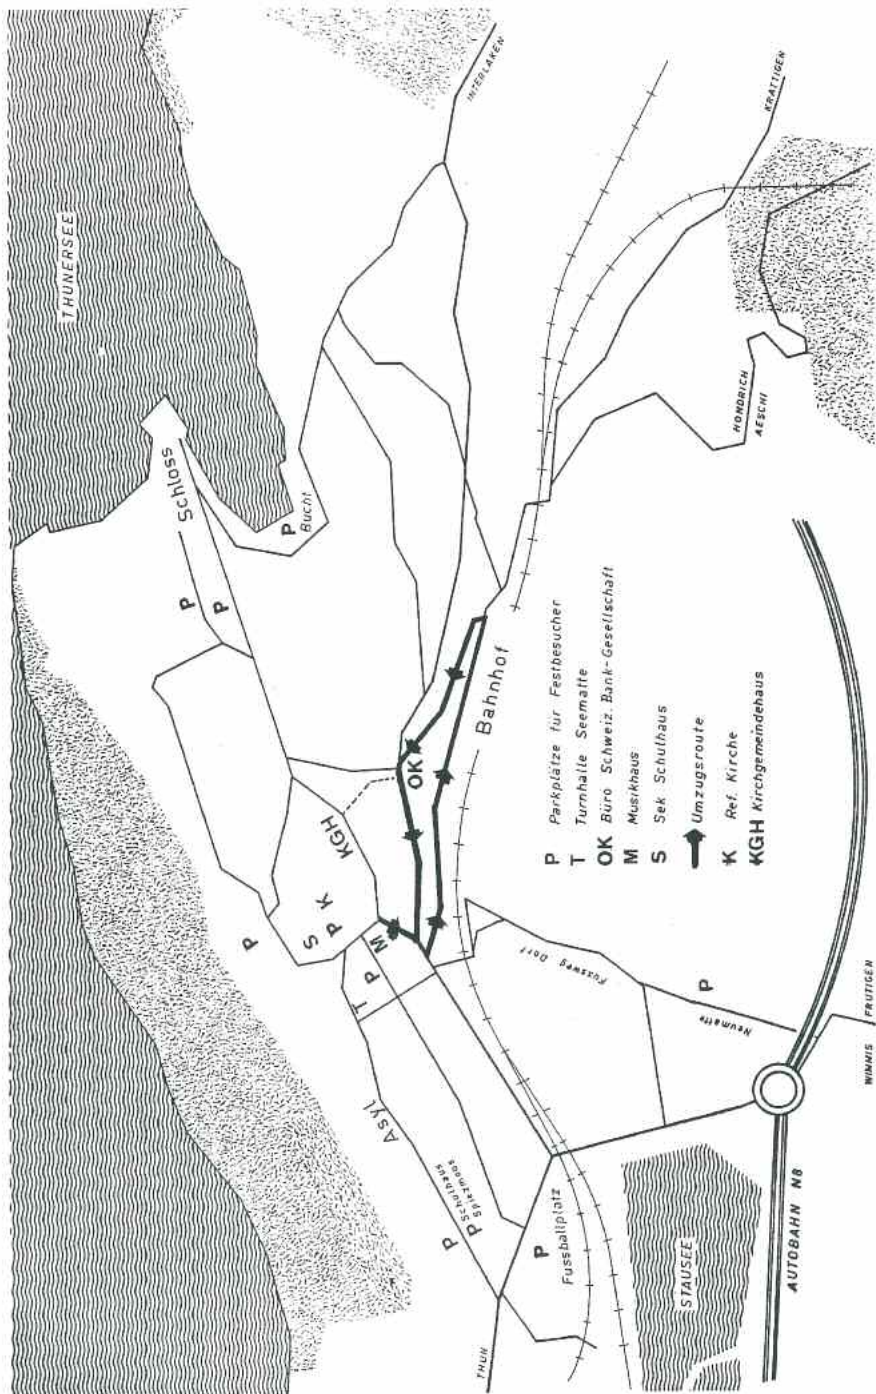 THUNERSEE
Schloss
P
P
P
P
Bucht
S
P K
KGH
T P M
Asyl
OK
P
P Schulhaus
Spiezmoos
INTERLAKEN
THUN
Bahnhof
P
Fussballplatz
P Parkplätze für Festbesucher
T Turnhalle Seematte
OK Büro Schweiz. Bank-Gesellschaft
M Musikhaus
S Sek Schulhaus
Umzugsroute
K Ref. Kirche
KGH Kirchgemeindehaus
Fussweg Dorf
P
Neumatte
KRATTIGEN
HONDRICH
AESCHI
STAUSEE
AUTOBAHN N8
WIMMIS
FRUTIGEN